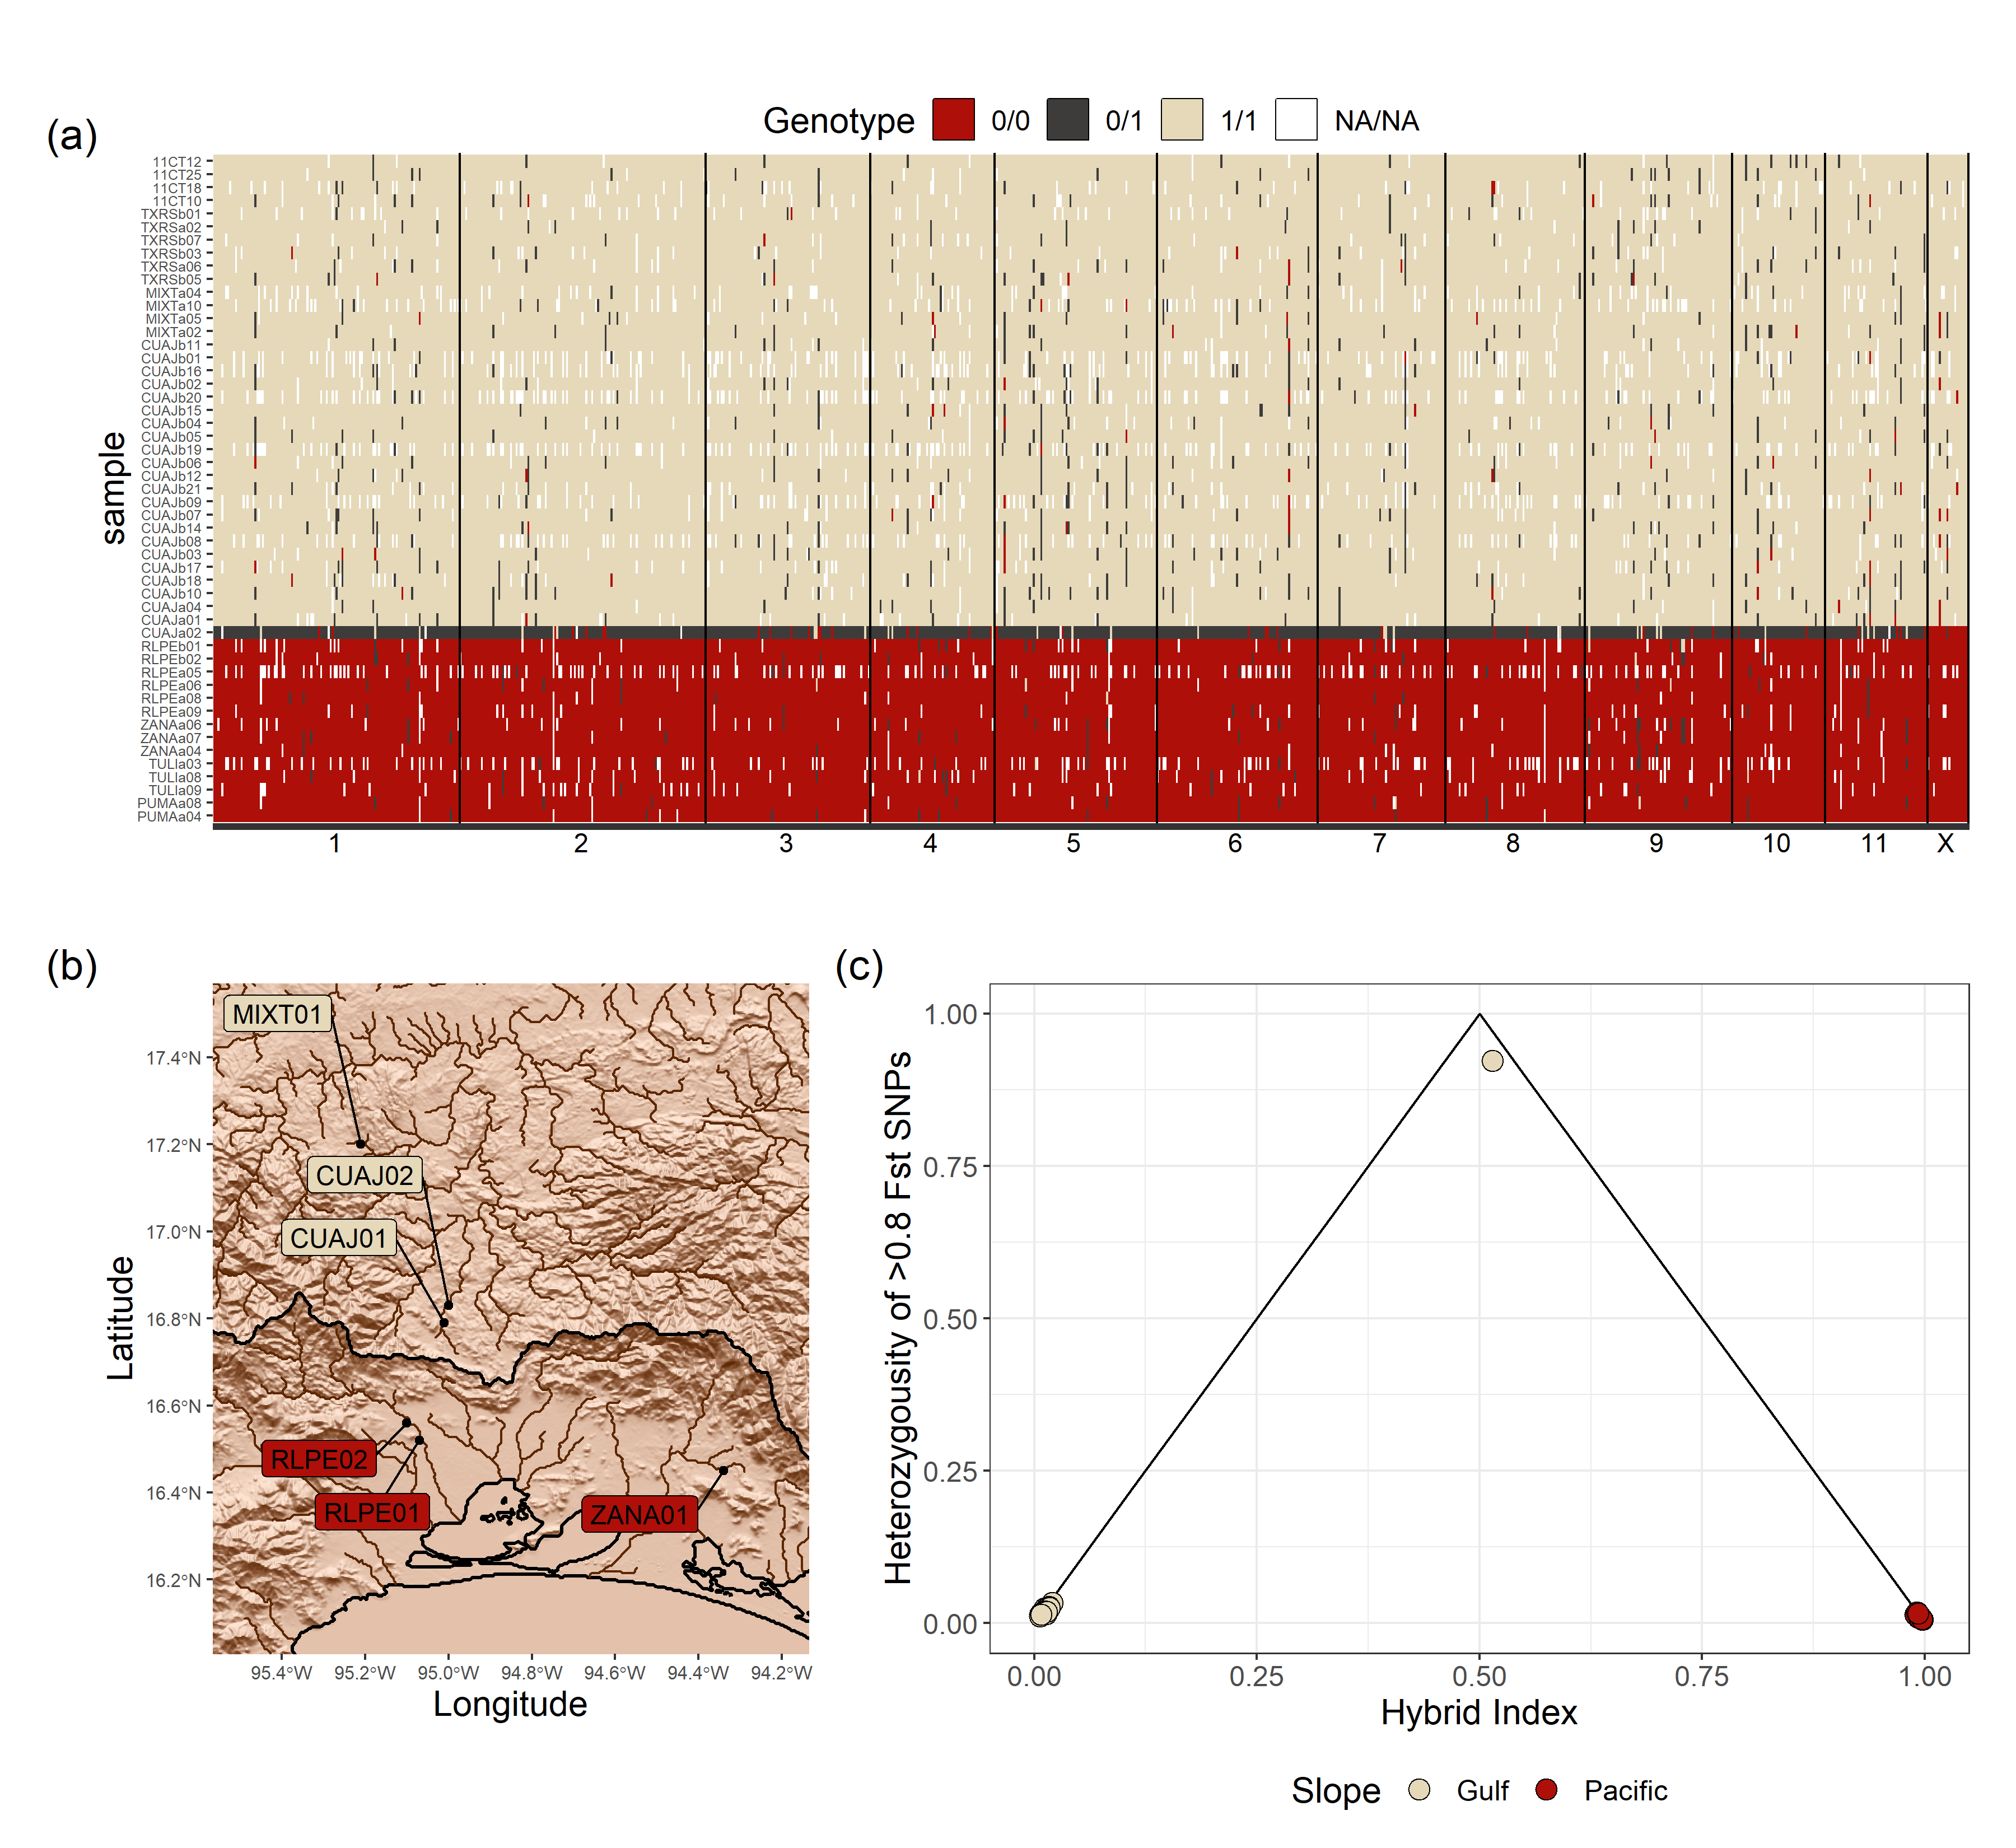 (a)
Genotype 0/0 0/1 1/1 NA/NA
sample
11CT12
11CT25
11CT18
11CT10
TXRSb01
TXRSa02
TXRSb07
TXRSb03
TXRSa06
TXRSb05
MIXTa04
MIXTa10
MIXTa05
MIXTa02
CUAJb11
CUAJb01
CUAJb16
CUAJb02
CUAJb20
CUAJb15
CUAJb04
CUAJb05
CUAJb19
CUAJb06
CUAJb12
CUAJb21
CUAJb09
CUAJb07
CUAJb14
CUAJb08
CUAJb03
CUAJb17
CUAJb18
CUAJb10
CUAJa04
CUAJa01
CUAJa02
RLPEb01
RLPEb02
RLPEa05
RLPEa06
RLPEa08
RLPEa09
ZANAa06
ZANAa07
ZANAa04
TULIa03
TULIa08
TULIa09
PUMAa08
PUMAa04
1 2 3 4 5 6 7 8 9 10 11 X
(b)
Latitude
17.4°N
17.2°N
17.0°N
16.8°N
16.6°N
16.4°N
16.2°N
MIXT01
CUAJ02
CUAJ01
RLPE02
RLPE01
ZANA01
95.4°W 95.2°W 95.0°W 94.8°W 94.6°W 94.4°W 94.2°W
Longitude
(c)
Heterozygousity of >0.8 Fst SNPs
1.00
0.75
0.50
0.25
0.00
0.00 0.25 0.50 0.75 1.00
Hybrid Index
Slope Gulf Pacific